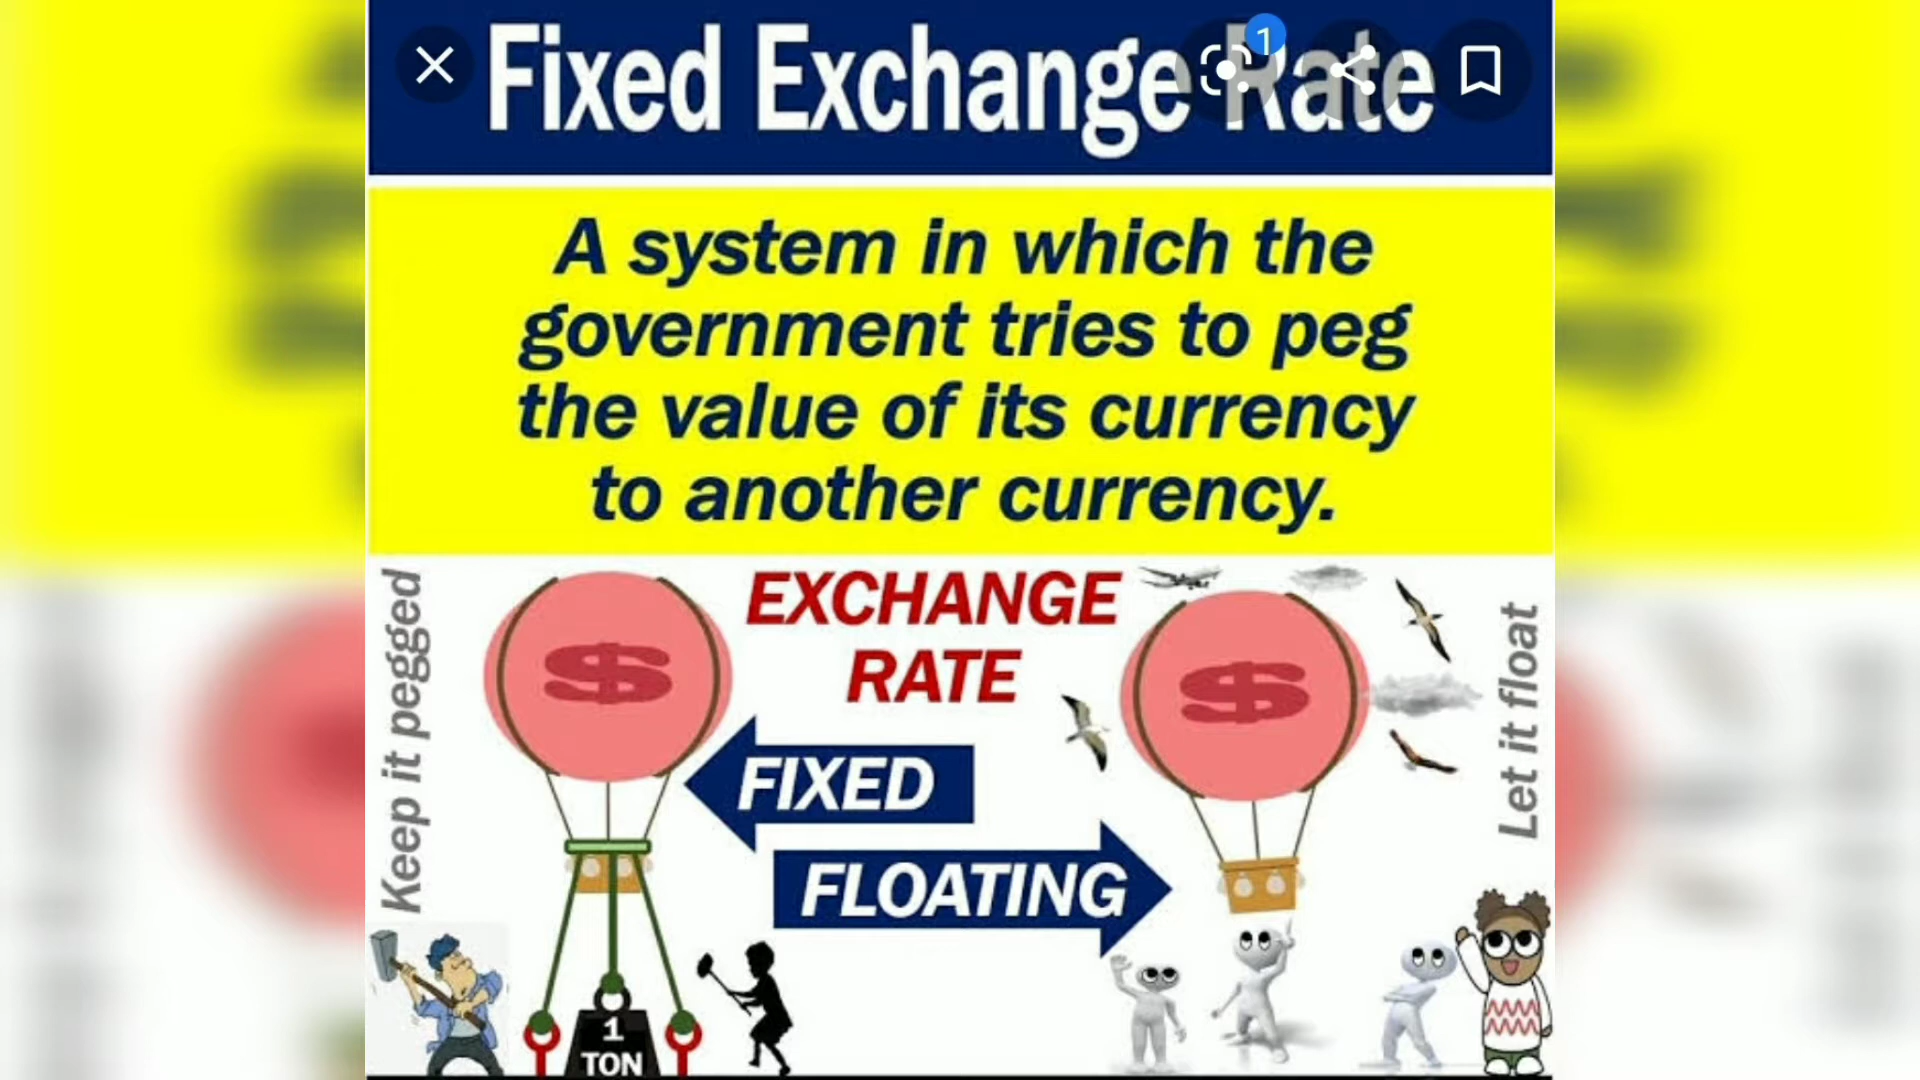 Fixed Exchange Rate
1
A system in which the
government tries to peg
the value of its currency
to another currency.
Keep it pegged
$
EXCHANGE
RATE
$
Let it float
FIXED
FLOATING
1
TON